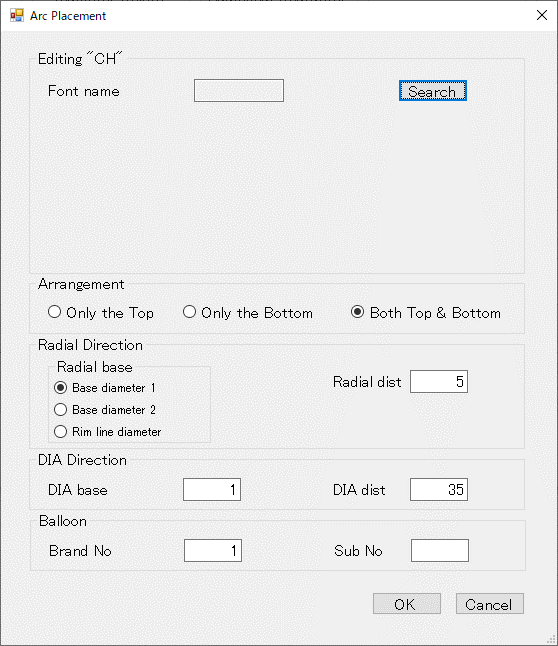 Arc Placement
Editing "CH"
Font name
Search
Arrangement
Only the Top Only the Bottom Both Top & Bottom
Radial Direction
Radial base
Base diameter 1
Radial dist 5
Base diameter 2
Rim line diameter
DIA Direction
DIA base 1 DIA dist 35
Balloon
Brand No 1 Sub No
OK Cancel